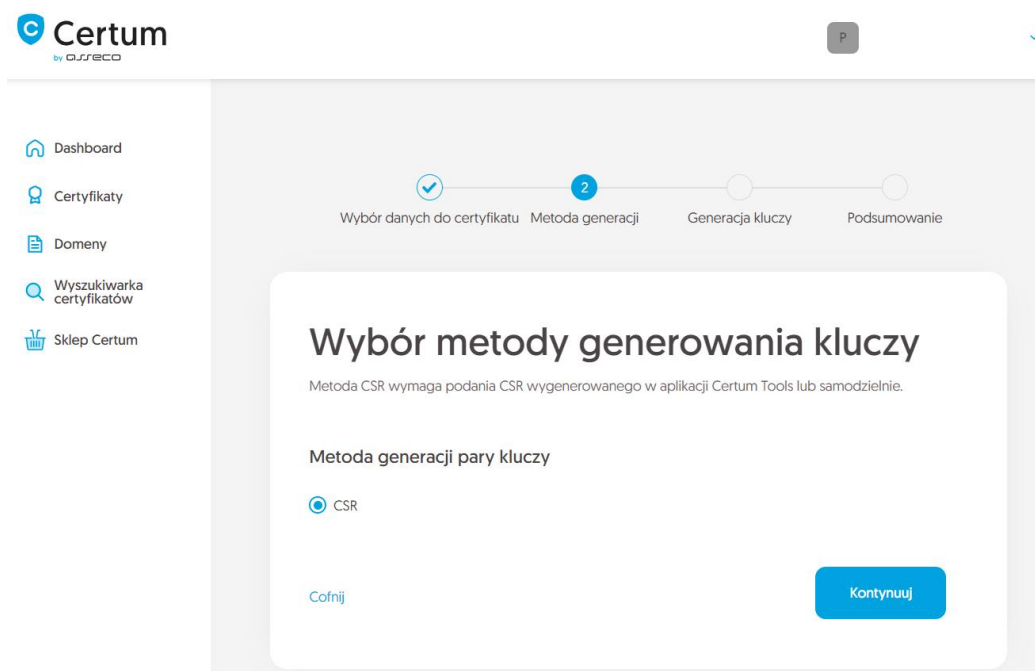 Certum
by asseco
P
Dashboard
Certyfikaty
Domeny
Wyszukiwarka
certyfikatów
Sklep Certum
2
Wybór danych do certyfikatu
Metoda generacji
Generacja kluczy
Podsumowanie
Wybór metody generowania kluczy
Metoda CSR wymaga podania CSR wygenerowanego w aplikacji Certum Tools lub samodzielnie.
Metoda generacji pary kluczy
CSR
Cofnij
Kontynuuj